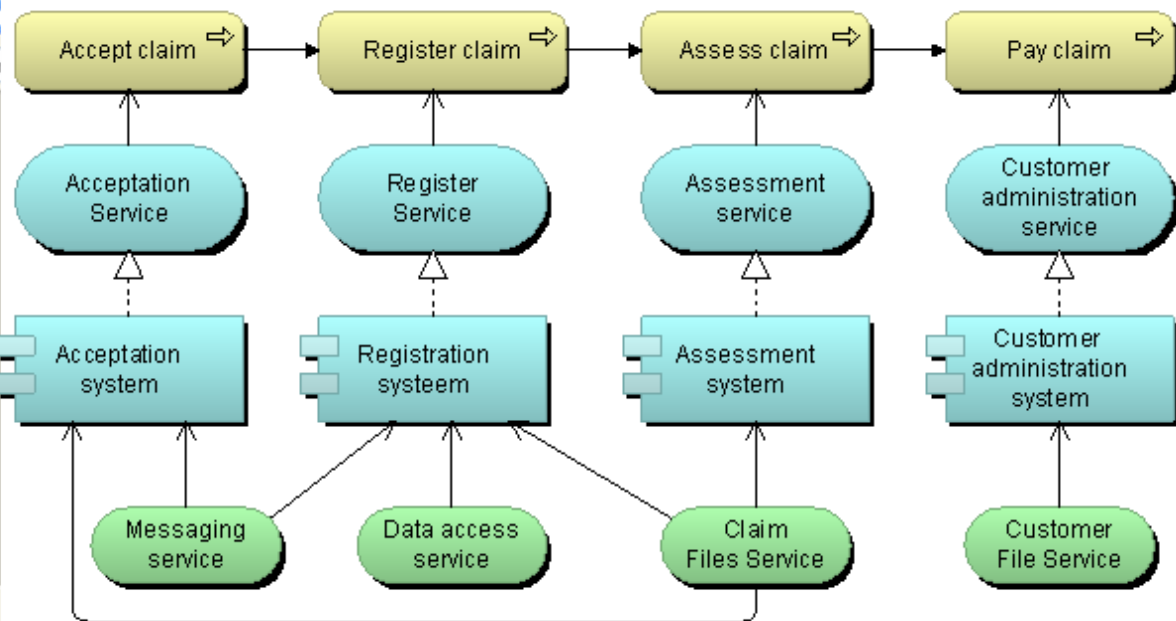 Accept claim
Register claim
Assess claim
Pay claim
Acceptation
Service
Register
Service
Assessment
service
Customer
administration
service
Acceptation
system
Registration
systeem
Assessment
system
Customer
administration
system
Messaging
service
Data access
service
Claim
Files Service
Customer
File Service